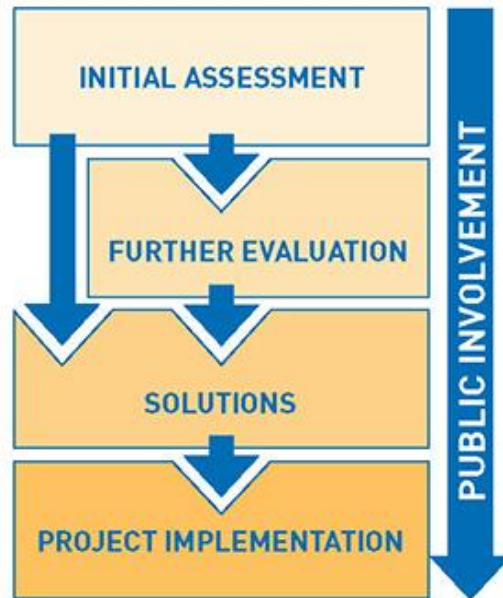 INITIAL ASSESSMENT
FURTHER EVALUATION
SOLUTIONS
PROJECT IMPLEMENTATION
PUBLIC INVOLVEMENT